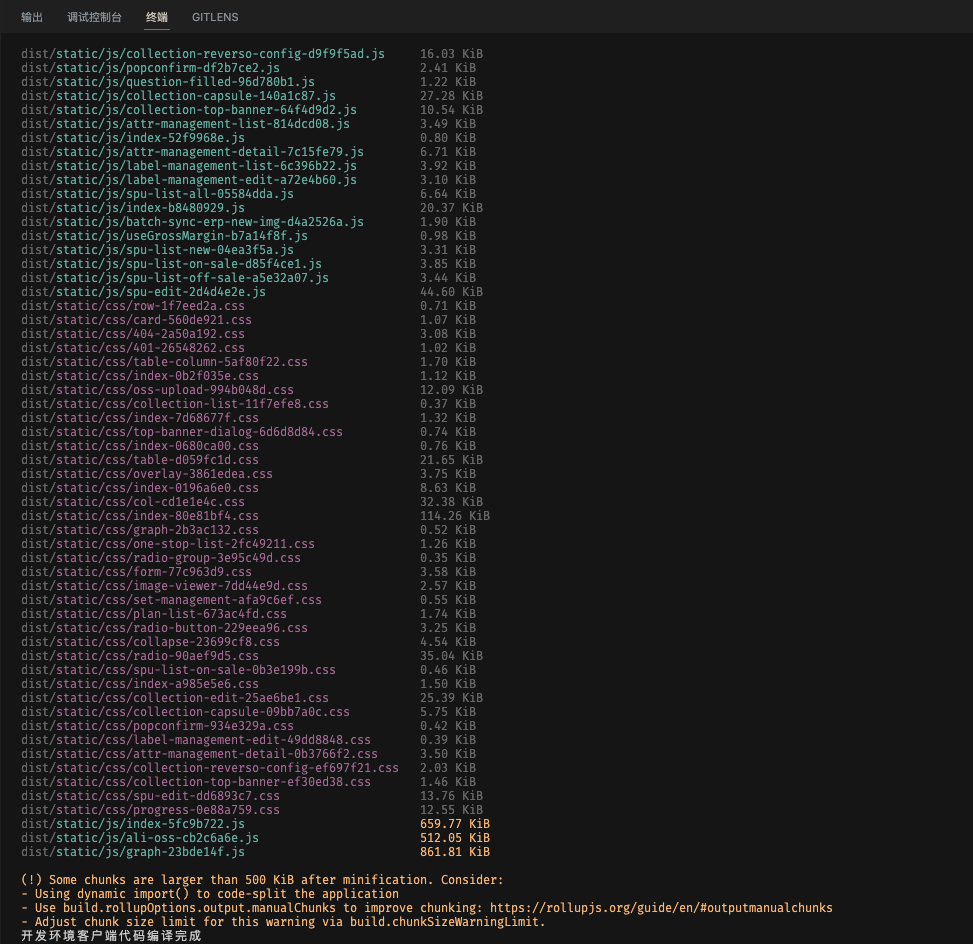 输出 调试控制台 终端 GITLENS
dist/static/js/collection-reverso-config-d9f9f5ad.js 16.03 KiB
dist/static/js/popconfirm-df2b7ce2.js 2.41 KiB
dist/static/js/question-filled-96d780b1.js 1.22 KiB
dist/static/js/collection-capsule-140a1c87.js 27.28 KiB
dist/static/js/collection-top-banner-64f4d9d2.js 10.54 KiB
dist/static/js/attr-management-list-814dcd08.js 3.49 KiB
dist/static/js/index-52f9968e.js 0.80 KiB
dist/static/js/attr-management-detail-7c15fe79.js 6.71 KiB
dist/static/js/label-management-list-6c396b22.js 3.92 KiB
dist/static/js/label-management-edit-a72e4b60.js 3.10 KiB
dist/static/js/spu-list-all-05584dda.js 6.64 KiB
dist/static/js/index-b8480929.js 20.37 KiB
dist/static/js/batch-sync-erp-new-img-d4a2526a.js 1.90 KiB
dist/static/js/useGrossMargin-b7a14f8f.js 0.98 KiB
dist/static/js/spu-list-new-04ea3f5a.js 3.31 KiB
dist/static/js/spu-list-on-sale-d85f4ce1.js 3.85 KiB
dist/static/js/spu-list-off-sale-a5e32a07.js 3.44 KiB
dist/static/js/spu-edit-2d4d4e2e.js 44.60 KiB
dist/static/css/row-1f7eed2a.css 0.71 KiB
dist/static/css/card-560de921.css 1.07 KiB
dist/static/css/404-2a50a192.css 3.08 KiB
dist/static/css/401-26548262.css 1.02 KiB
dist/static/css/table-column-5af80f22.css 1.70 KiB
dist/static/css/index-0b2f035e.css 1.12 KiB
dist/static/css/oss-upload-994b048d.css 12.09 KiB
dist/static/css/collection-list-11f7efe8.css 0.37 KiB
dist/static/css/index-7d68677f.css 1.32 KiB
dist/static/css/top-banner-dialog-6d6d8d84.css 0.74 KiB
dist/static/css/index-0680ca00.css 0.76 KiB
dist/static/css/table-d059fc1d.css 21.65 KiB
dist/static/css/overlay-3861edea.css 3.75 KiB
dist/static/css/index-0196a6e0.css 8.63 KiB
dist/static/css/col-cd1e1e4c.css 32.38 KiB
dist/static/css/index-80e81bf4.css 114.26 KiB
dist/static/css/graph-2b3ac132.css 0.52 KiB
dist/static/css/one-stop-list-2fc49211.css 1.26 KiB
dist/static/css/radio-group-3e95c49d.css 0.35 KiB
dist/static/css/form-77c963d9.css 3.58 KiB
dist/static/css/image-viewer-7dd44e9d.css 2.57 KiB
dist/static/css/set-management-afa9c6ef.css 0.55 KiB
dist/static/css/plan-list-673ac4fd.css 1.74 KiB
dist/static/css/radio-button-229eea96.css 3.25 KiB
dist/static/css/collapse-23699cf8.css 4.54 KiB
dist/static/css/radio-90aef9d5.css 35.04 KiB
dist/static/css/spu-list-on-sale-0b3e199b.css 0.46 KiB
dist/static/css/index-a985e5e6.css 1.50 KiB
dist/static/css/collection-edit-25ae6be1.css 25.39 KiB
dist/static/css/collection-capsule-09bb7a0c.css 5.75 KiB
dist/static/css/popconfirm-934e329a.css 0.42 KiB
dist/static/css/label-management-edit-49dd8848.css 0.39 KiB
dist/static/css/attr-management-detail-0b3766f2.css 3.50 KiB
dist/static/css/collection-reverso-config-ef697f21.css 2.03 KiB
dist/static/css/collection-top-banner-ef30ed38.css 1.46 KiB
dist/static/css/spu-edit-dd6893c7.css 13.76 KiB
dist/static/css/progress-0e88a759.css 12.55 KiB
dist/static/js/index-5fc9b722.js 659.77 KiB
dist/static/js/ali-oss-cb2c6a6e.js 512.05 KiB
dist/static/js/graph-23bde14f.js 861.81 KiB
(!) Some chunks are larger than 500 KiB after minification. Consider:
- Using dynamic import() to code-split the application
- Use build.rollupOptions.output.manualChunks to improve chunking: https://rollupjs.org/guide/en/#outputmanualchunks
- Adjust chunk size limit for this warning via build.chunkSizeWarningLimit.
开发环境客户端代码编译完成